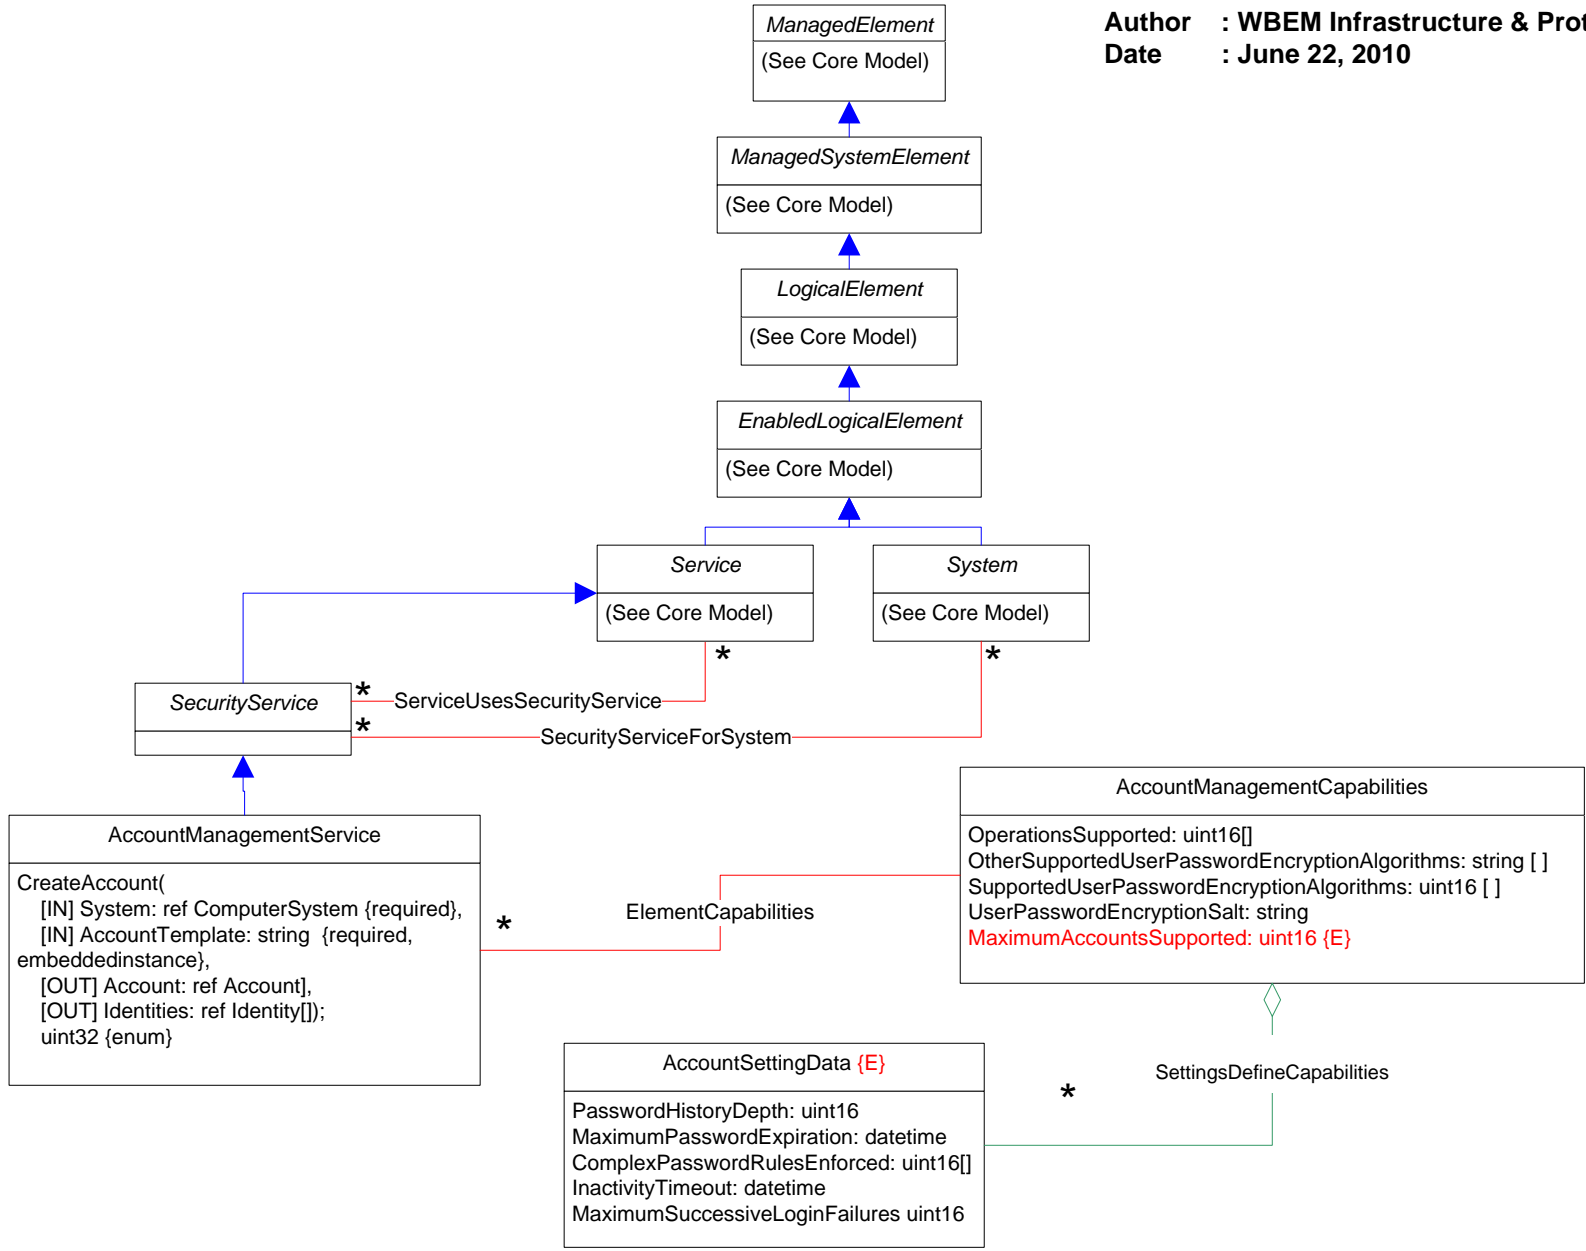 Author : WBEM Infrastructure & Prot
Date : June 22, 2010
ManagedElement
(See Core Model)
ManagedSystemElement
(See Core Model)
LogicalElement
(See Core Model)
EnabledLogicalElement
(See Core Model)
Service
(See Core Model)
System
(See Core Model)
*
*
SecurityService
*
ServiceUsesSecurityService
*
SecurityServiceForSystem
AccountManagementService
CreateAccount(
[IN] System: ref ComputerSystem {required},
[IN] AccountTemplate: string {required,
embeddedinstance},
[OUT] Account: ref Account],
[OUT] Identities: ref Identity[]);
uint32 {enum}
*
ElementCapabilities
AccountManagementCapabilities
OperationsSupported: uint16[]
OtherSupportedUserPasswordEncryptionAlgorithms: string [ ]
SupportedUserPasswordEncryptionAlgorithms: uint16 [ ]
UserPasswordEncryptionSalt: string
MaximumAccountsSupported: uint16 {E}
SettingsDefineCapabilities
*
AccountSettingData {E}
PasswordHistoryDepth: uint16
MaximumPasswordExpiration: datetime
ComplexPasswordRulesEnforced: uint16[]
InactivityTimeout: datetime
MaximumSuccessiveLoginFailures uint16